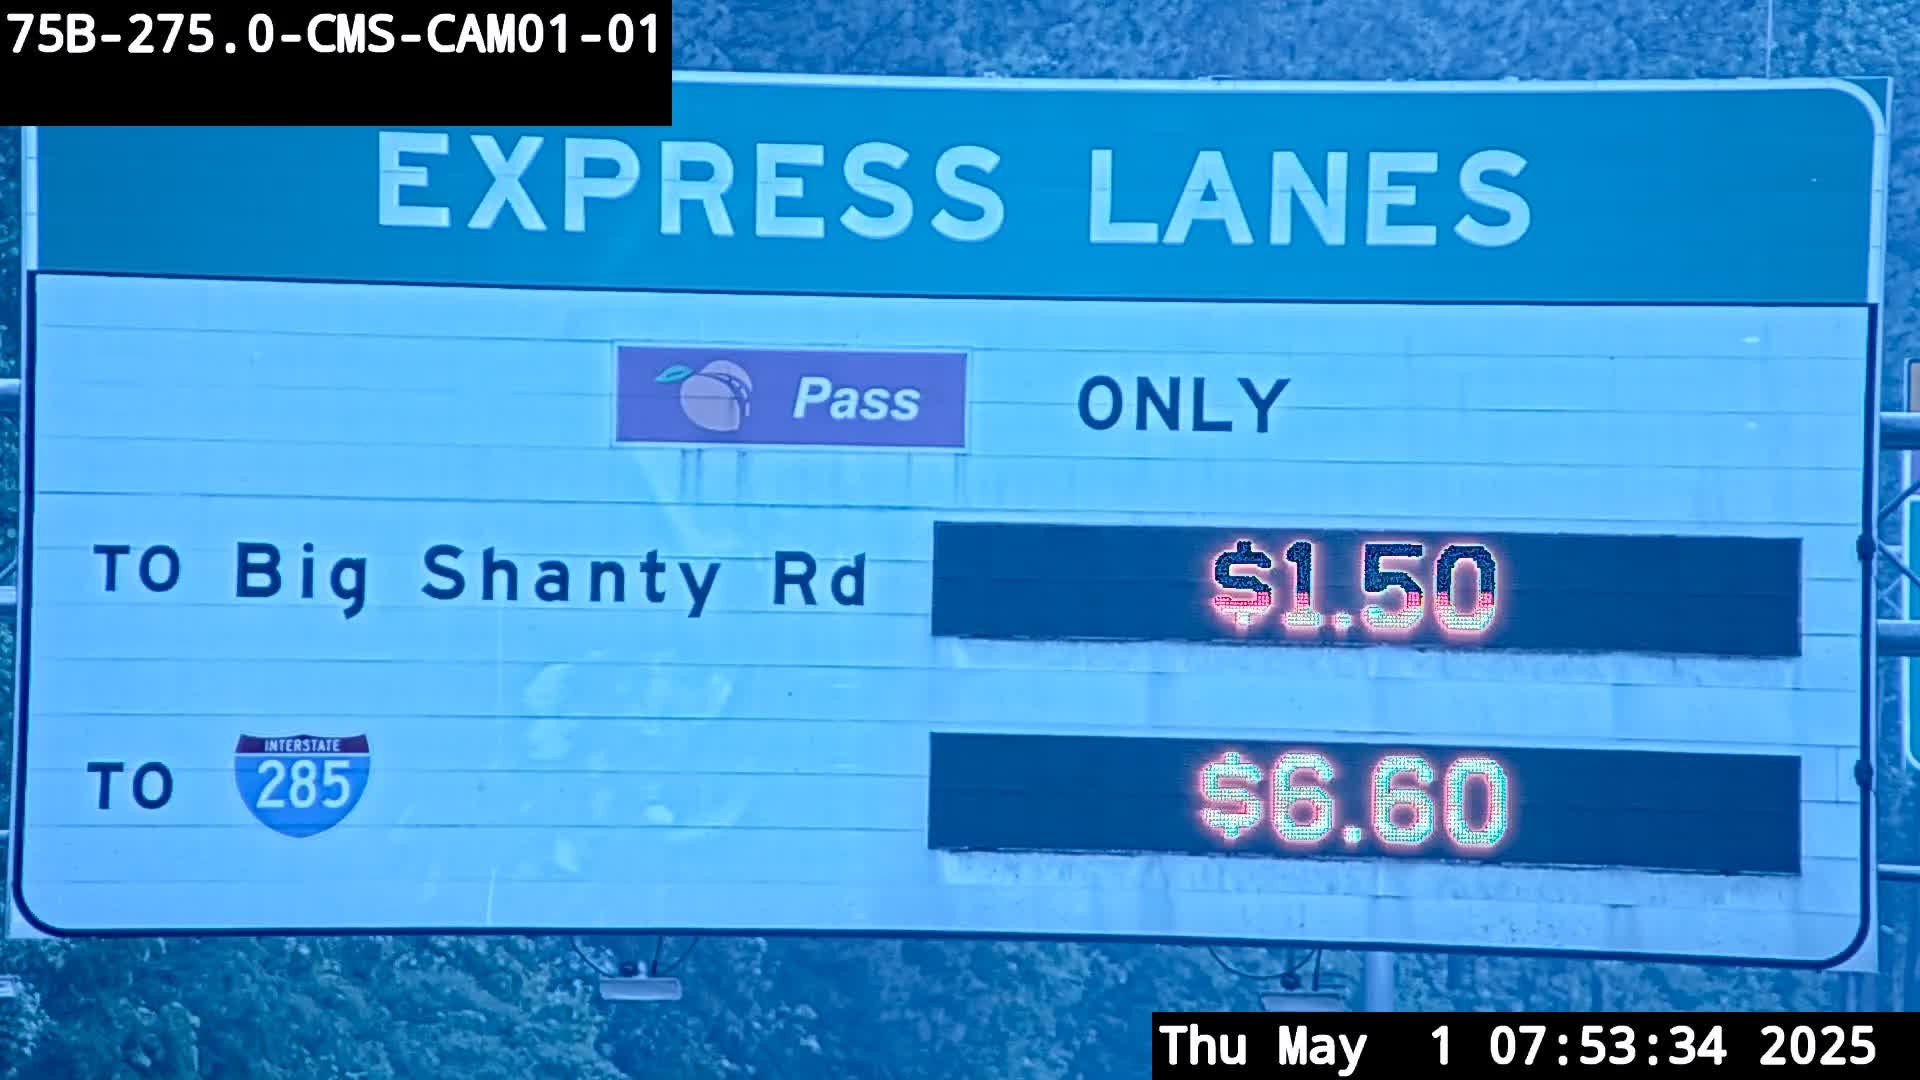 75B-275.0-CMS-CAM01-01
EXPRESS LANES
Pass ONLY
TO Big Shanty Rd $1.50
TO INTERSTATE 285 $6.60
Thu May 1 07:53:34 2025